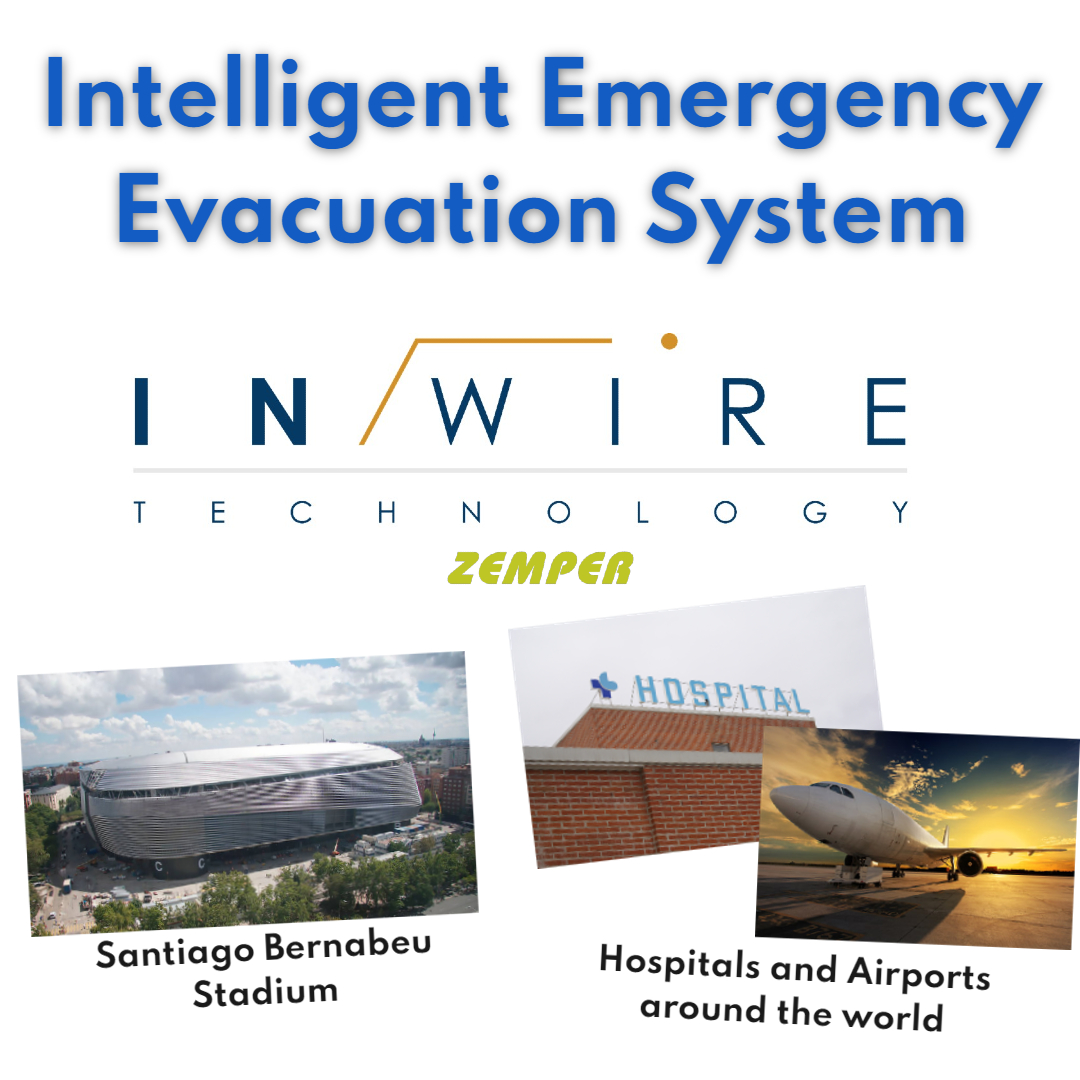 Intelligent Emergency
Evacuation System
IN WIRE
TECHNOLOGY
ZEMPER
HOSPITAL
C C
Santiago Bernabeu
Stadium
Hospitals and Airports
around the world